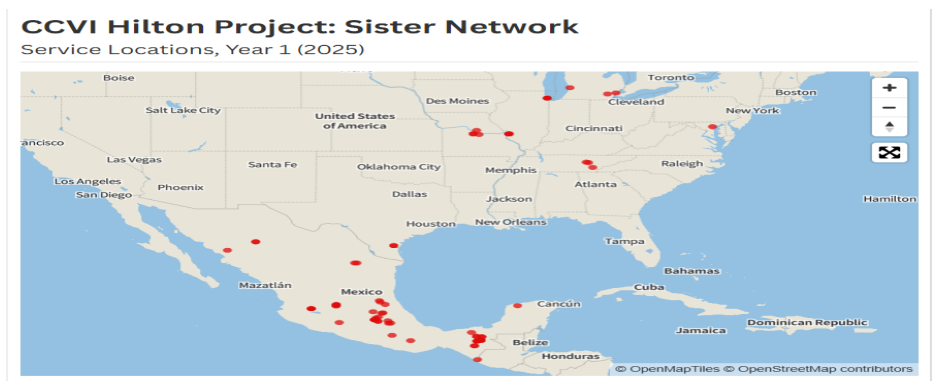 CCVI Hilton Project: Sister Network
Service Locations, Year 1 (2025)
Boise
Toronto
Boston
Des Moines
Cleveland
Salt Lake City
New York
United States
of America
Cincinnati
ancisco
Las Vegas
Santa Fe
Oklahoma City
Memphis
Raleigh
Los Angeles
Phoenix
Atlanta
San Diego
Dallas
Jackson
Hamilton
Houston
New Orleans
Tampa
Bahamas
Mazatlán
Mexico
Cuba
Cancún
Dominican Republic
Jamaica
Belize
Honduras
© OpenMapTiles © OpenStreetMap contributors